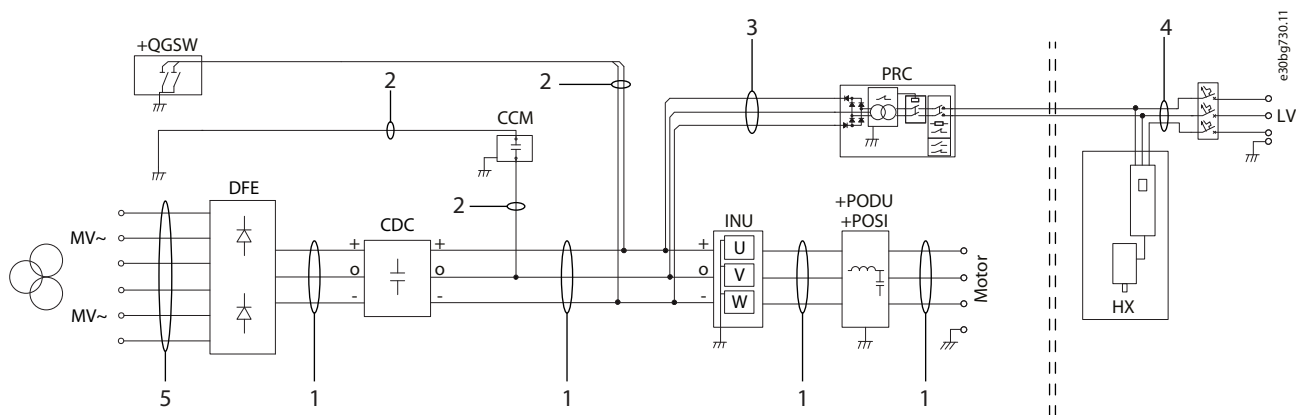 3
4
e30bg730.11
+QGSW
2
2
PRC
CCM
LV
DFE
2
+PODU
+POSI
CDC
INU
MV~
+
+
+
U
o
o
o
V
Motor
-
-
-
W
MV~
HX
5
1
1
1
1